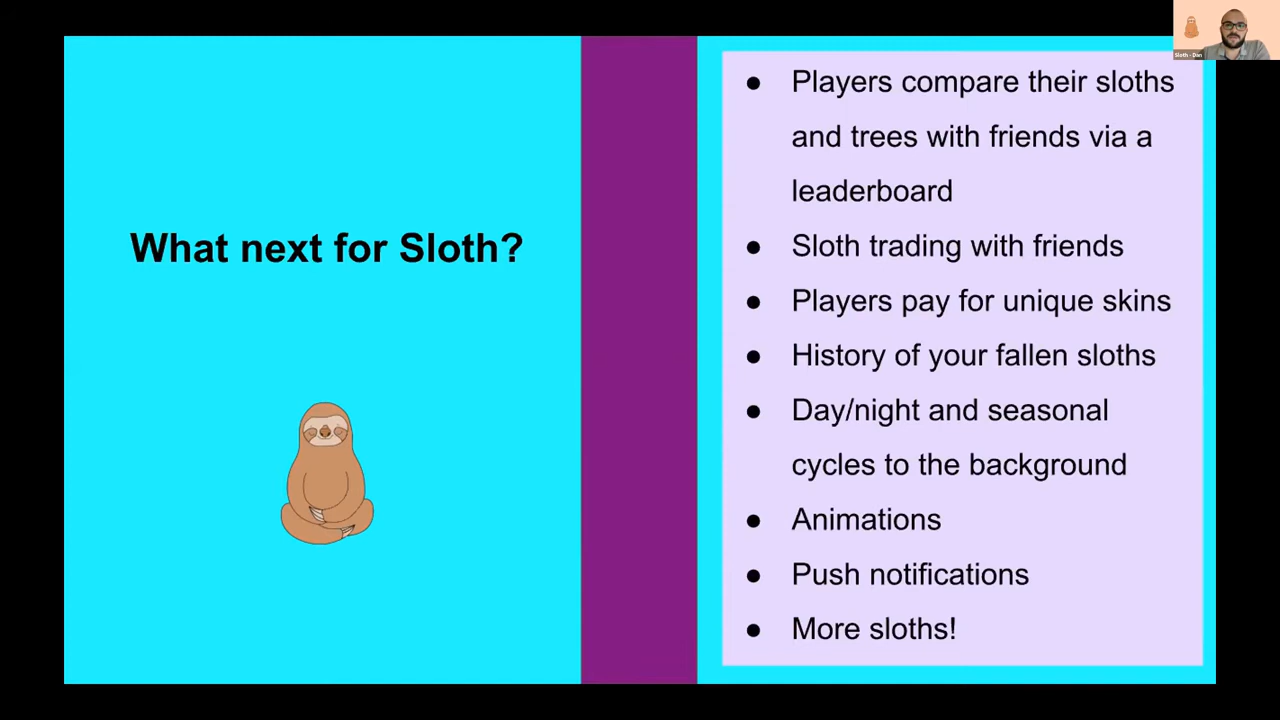 Sloth - Dan
What next for Sloth?
● Players compare their sloths
and trees with friends via a
leaderboard
● Sloth trading with friends
● Players pay for unique skins
● History of your fallen sloths
● Day/night and seasonal
cycles to the background
● Animations
● Push notifications
● More sloths!